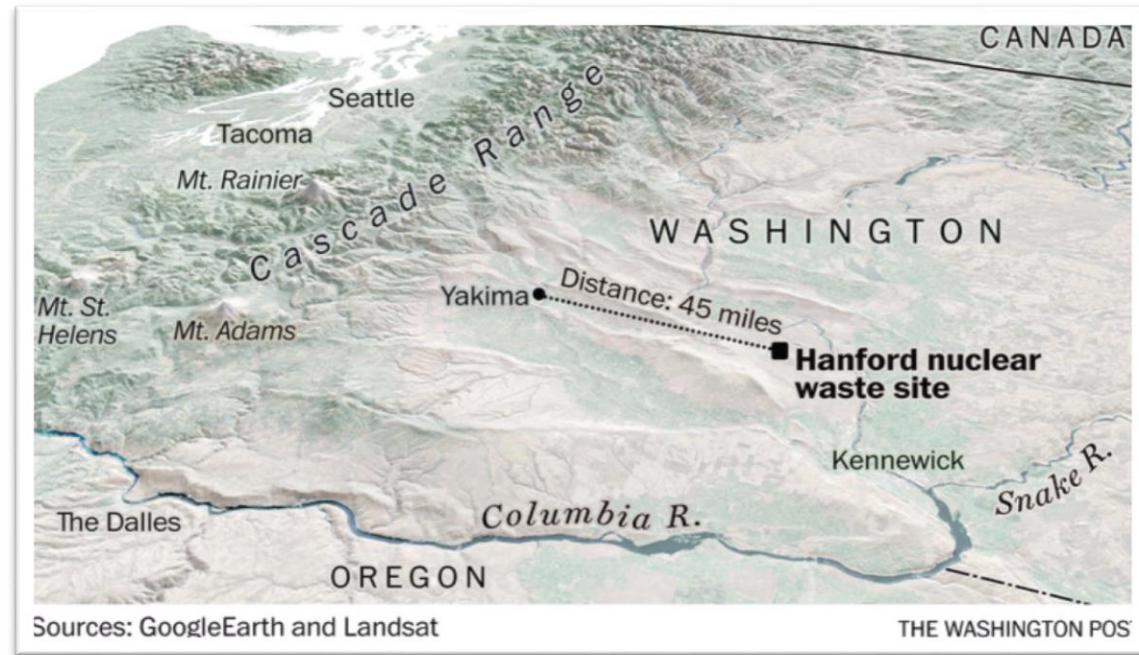 CANADA
Seattle
Tacoma
Cascade Range
Mt. Rainier
WASHINGTON
Yakima
Distance: 45 miles
Mt. St.
Helens
Mt. Adams
Hanford nuclear
waste site
Kennewick
Snake R.
The Dalles
Columbia R.
OREGON
Sources: GoogleEarth and Landsat
THE WASHINGTON POS